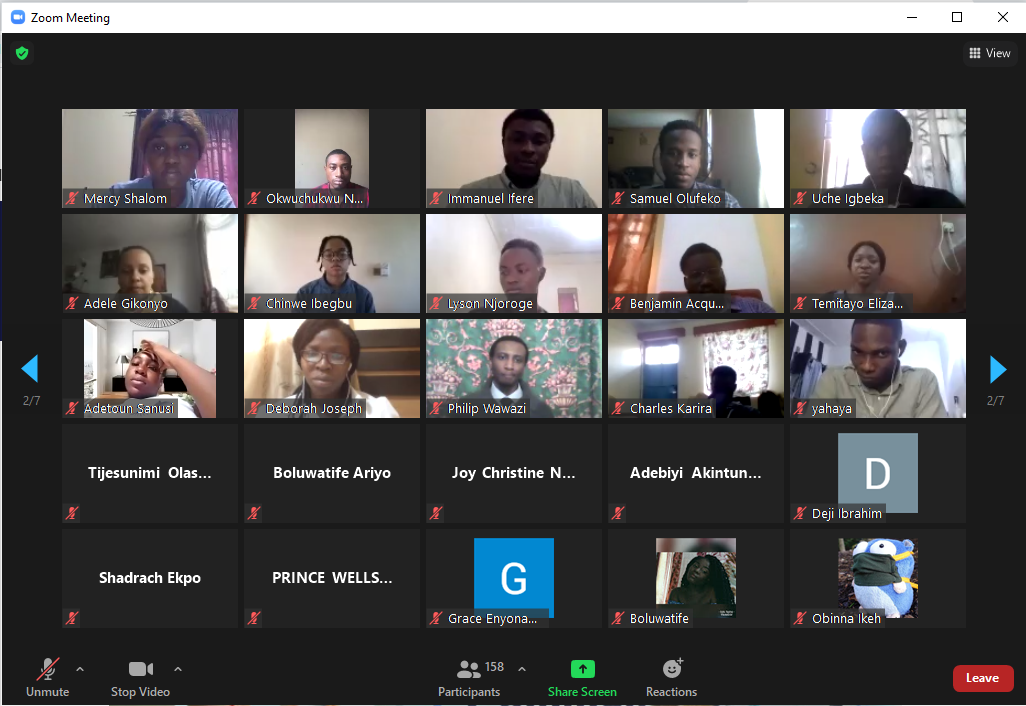 Zoom Meeting
View
Mercy Shalom
Okwuchukwu N...
Immanuel Ifere
Samuel Olufeko
Uche Igbeka
Adele Gikonyo
Chinwe Ibegbu
Lyson Njoroge
Benjamin Acqu...
Temitayo Eliza...
Adetoun Sanusi
Deborah Joseph
Philip Wawazi
Charles Karira
yahaya
2/7
2/7
Tijesunimi Olas...
Boluwatife Ariyo
Joy Christine N...
Adebiyi Akintun...
D
Deji Ibrahim
Shadrach Ekpo
PRINCE WELLS...
G
Grace Enyona...
Boluwatife
Obinna Ikeh
Unmute
Stop Video
158
Participants
Share Screen
Reactions
Leave